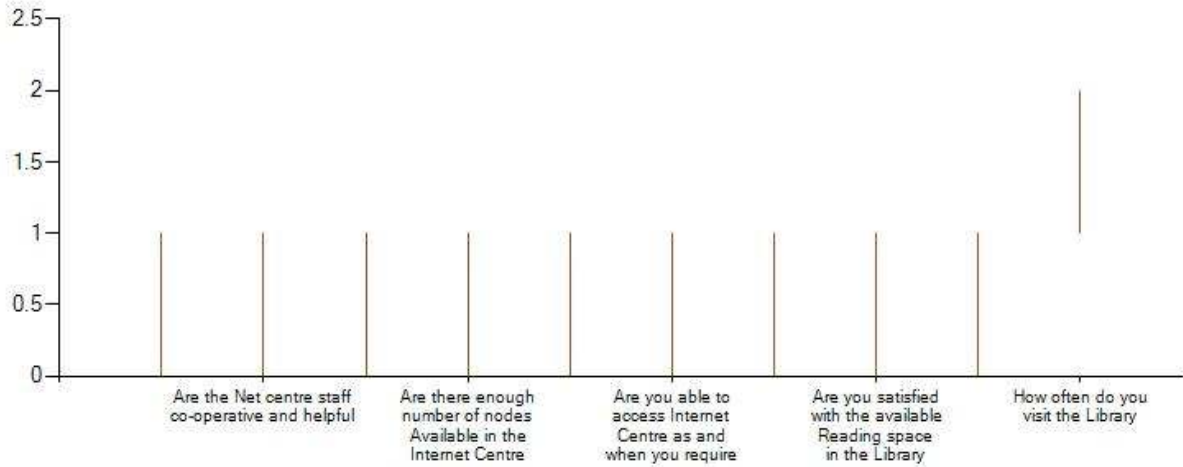 2.5
2
1.5
1
0.5
0
Are the Net centre staff
co-operative and helpful
Are there enough
number of nodes
Available in the
Internet Centre
Are you able to
access Internet
Centre as and
when you require
Are you satisfied
with the available
Reading space
in the Library
How often do you
visit the Library